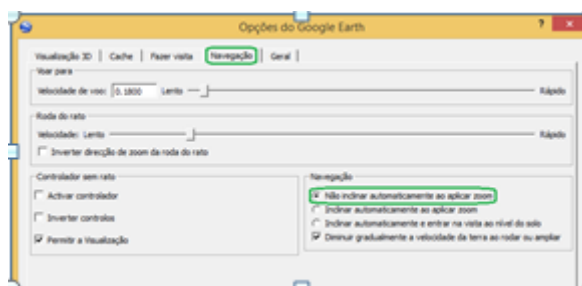 Opções do Google Earth
? ×
Visualização 3D | Cache | Fazer visita | Navegação | Geral
Voar para
Velocidade de voo: 0.1800 Lento Rápido
Roda do rato
Velocidade: Lento Rápido
Inverter direcção de zoom da roda do rato
Controlador sem rato
Activar controlador
Inverter controlos
Permitir a Visualização
Navegação
Não inclinar automaticamente ao aplicar zoom
Inclinar automaticamente ao aplicar zoom
Inclinar automaticamente e entrar na vista ao nível do solo
Diminuir gradualmente a velocidade da terra ao rodar ou ampliar